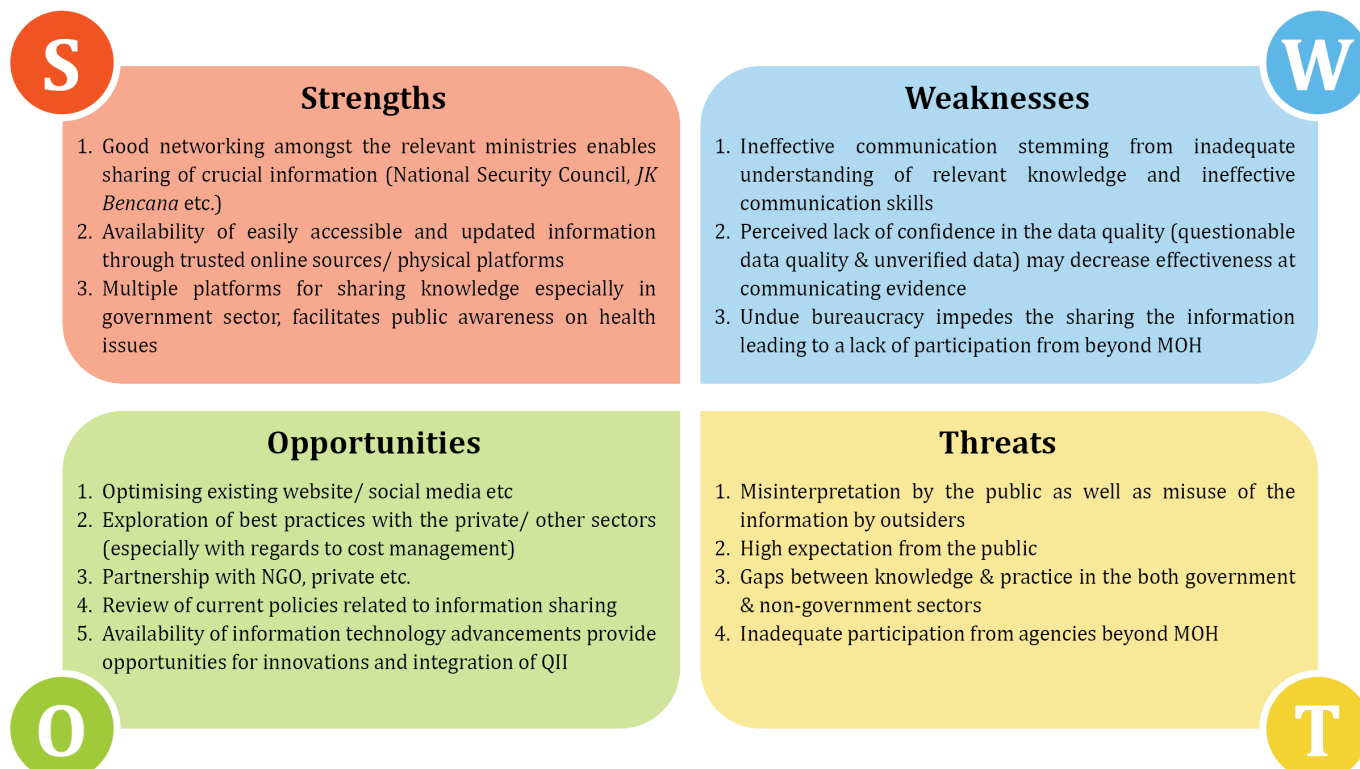 S
Strengths
1. Good networking amongst the relevant ministries enables
sharing of crucial information (National Security Council, JK
Bencana etc.)
2. Availability of easily accessible and updated information
through trusted online sources/ physical platforms
3. Multiple platforms for sharing knowledge especially in
government sector, facilitates public awareness on health
issues
W
Weaknesses
1. Ineffective communication stemming from inadequate
understanding of relevant knowledge and ineffective
communication skills
2. Perceived lack of confidence in the data quality (questionable
data quality & unverified data) may decrease effectiveness at
communicating evidence
3. Undue bureaucracy impedes the sharing the information
leading to a lack of participation from beyond MOH
Opportunities
1. Optimising existing website/ social media etc
2. Exploration of best practices with the private/ other sectors
(especially with regards to cost management)
3. Partnership with NGO, private etc.
4. Review of current policies related to information sharing
5. Availability of information technology advancements provide
opportunities for innovations and integration of QII
O
Threats
1. Misinterpretation by the public as well as misuse of the
information by outsiders
2. High expectation from the public
3. Gaps between knowledge & practice in the both government
& non-government sectors
4. Inadequate participation from agencies beyond MOH
T